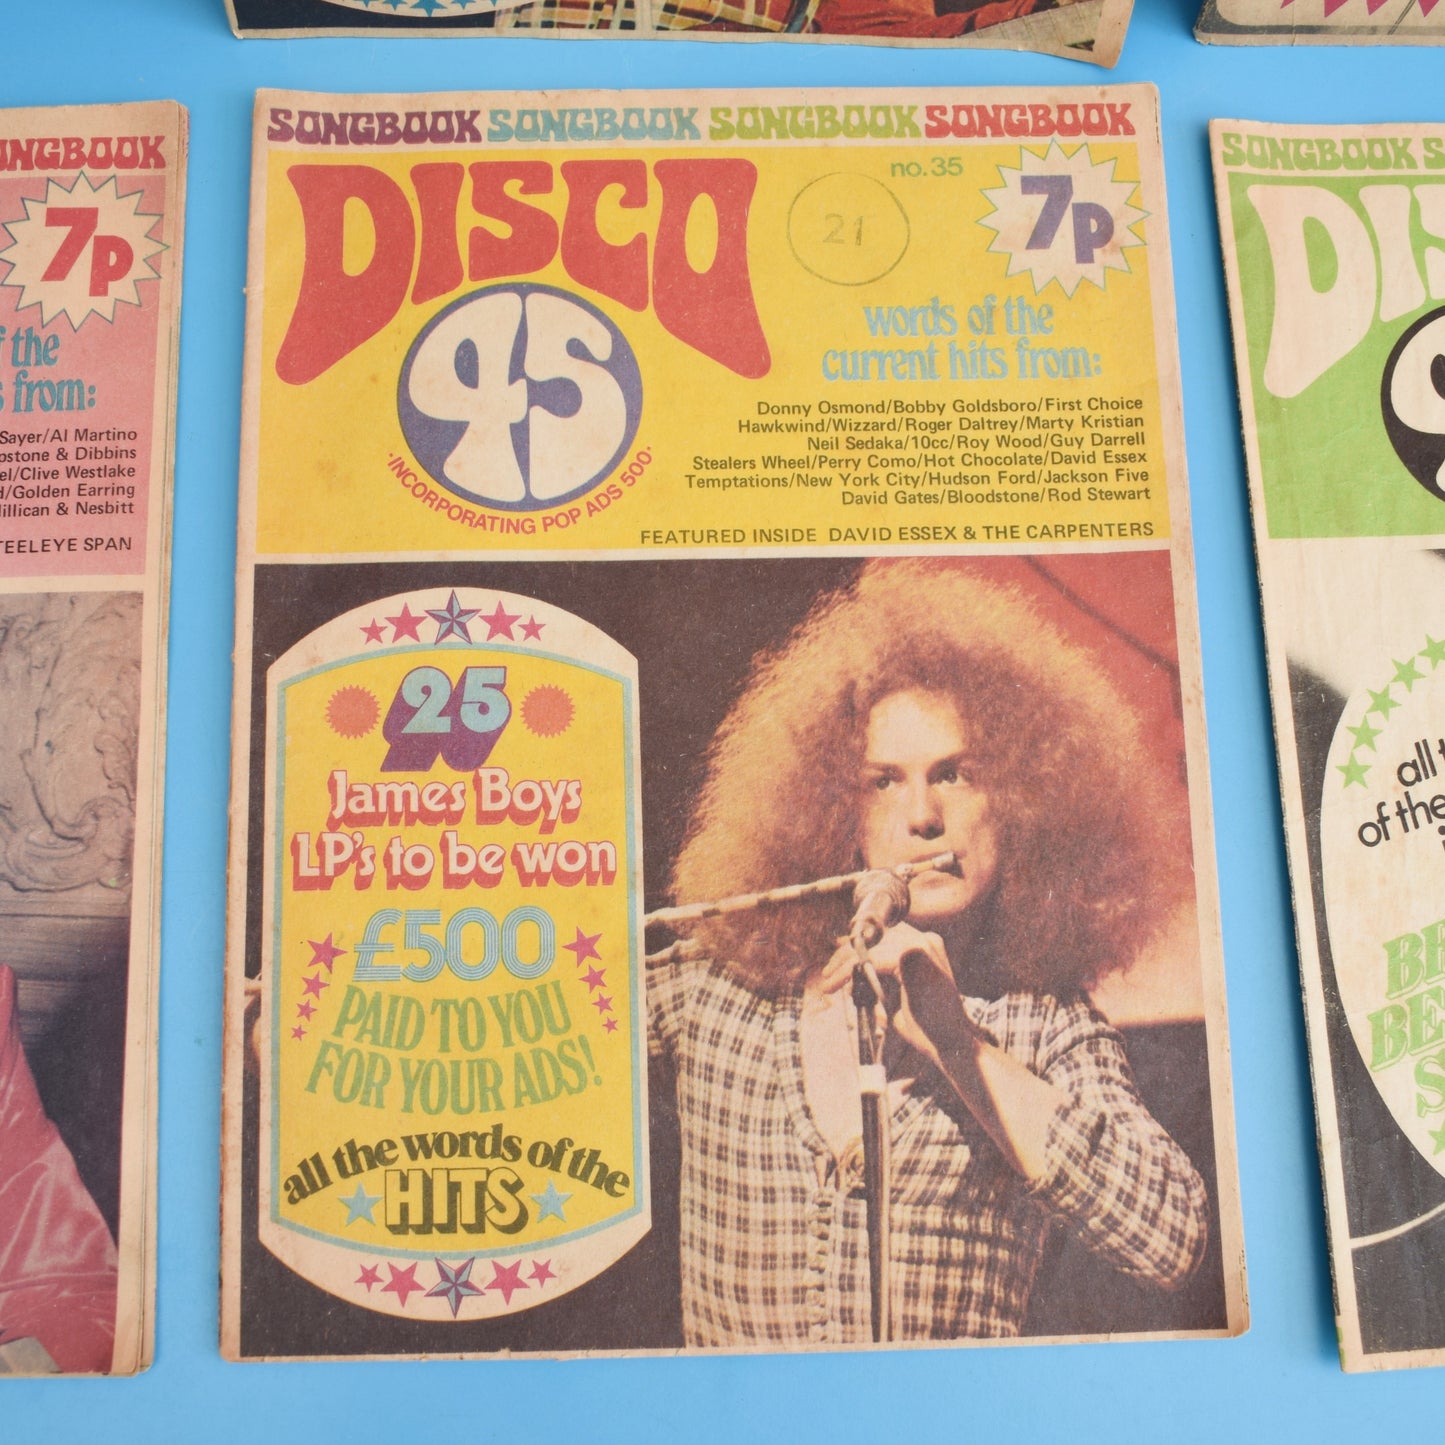 SONGBOOK SONGBOOK SONGBOOK SONGBOOK
DISCO
45
·INCORPORATING POP ADS 500·
no.35
21
7p
words of the
current hits from:
Donny Osmond/Bobby Goldsboro/First Choice
Hawkwind/Wizzard/Roger Daltrey/Marty Kristian
Neil Sedaka/10cc/Roy Wood/Guy Darrell
Stealers Wheel/Perry Como/Hot Chocolate/David Essex
Temptations/New York City/Hudson Ford/Jackson Five
David Gates/Bloodstone/Rod Stewart
FEATURED INSIDE DAVID ESSEX & THE CARPENTERS
25
James Boys
LP's to be won
£500
PAID TO YOU
FOR YOUR ADS!
all the words of the
HITS
7p
the
from:
Sayer/Al Martino
& Dibbins
/Clive Westlake
/Golden Earring
& Nesbitt
SPAN
SONGBOOK
of the